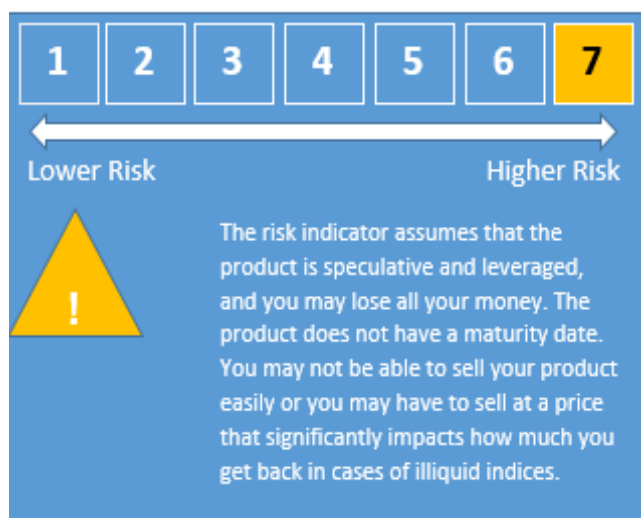 1 2 3 4 5 6 7
Lower Risk Higher Risk
!
The risk indicator assumes that the
product is speculative and leveraged,
and you may lose all your money. The
product does not have a maturity date.
You may not be able to sell your product
easily or you may have to sell at a price
that significantly impacts how much you
get back in cases of illiquid indices.